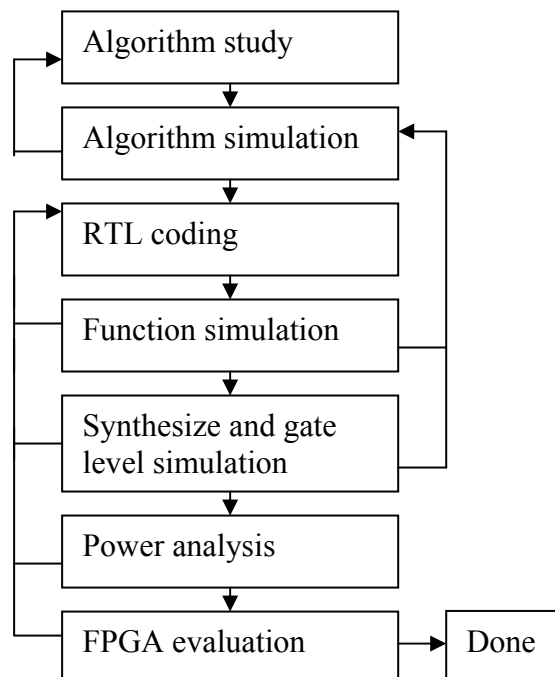 Algorithm study
Algorithm simulation
RTL coding
Function simulation
Synthesize and gate
level simulation
Power analysis
FPGA evaluation
Done